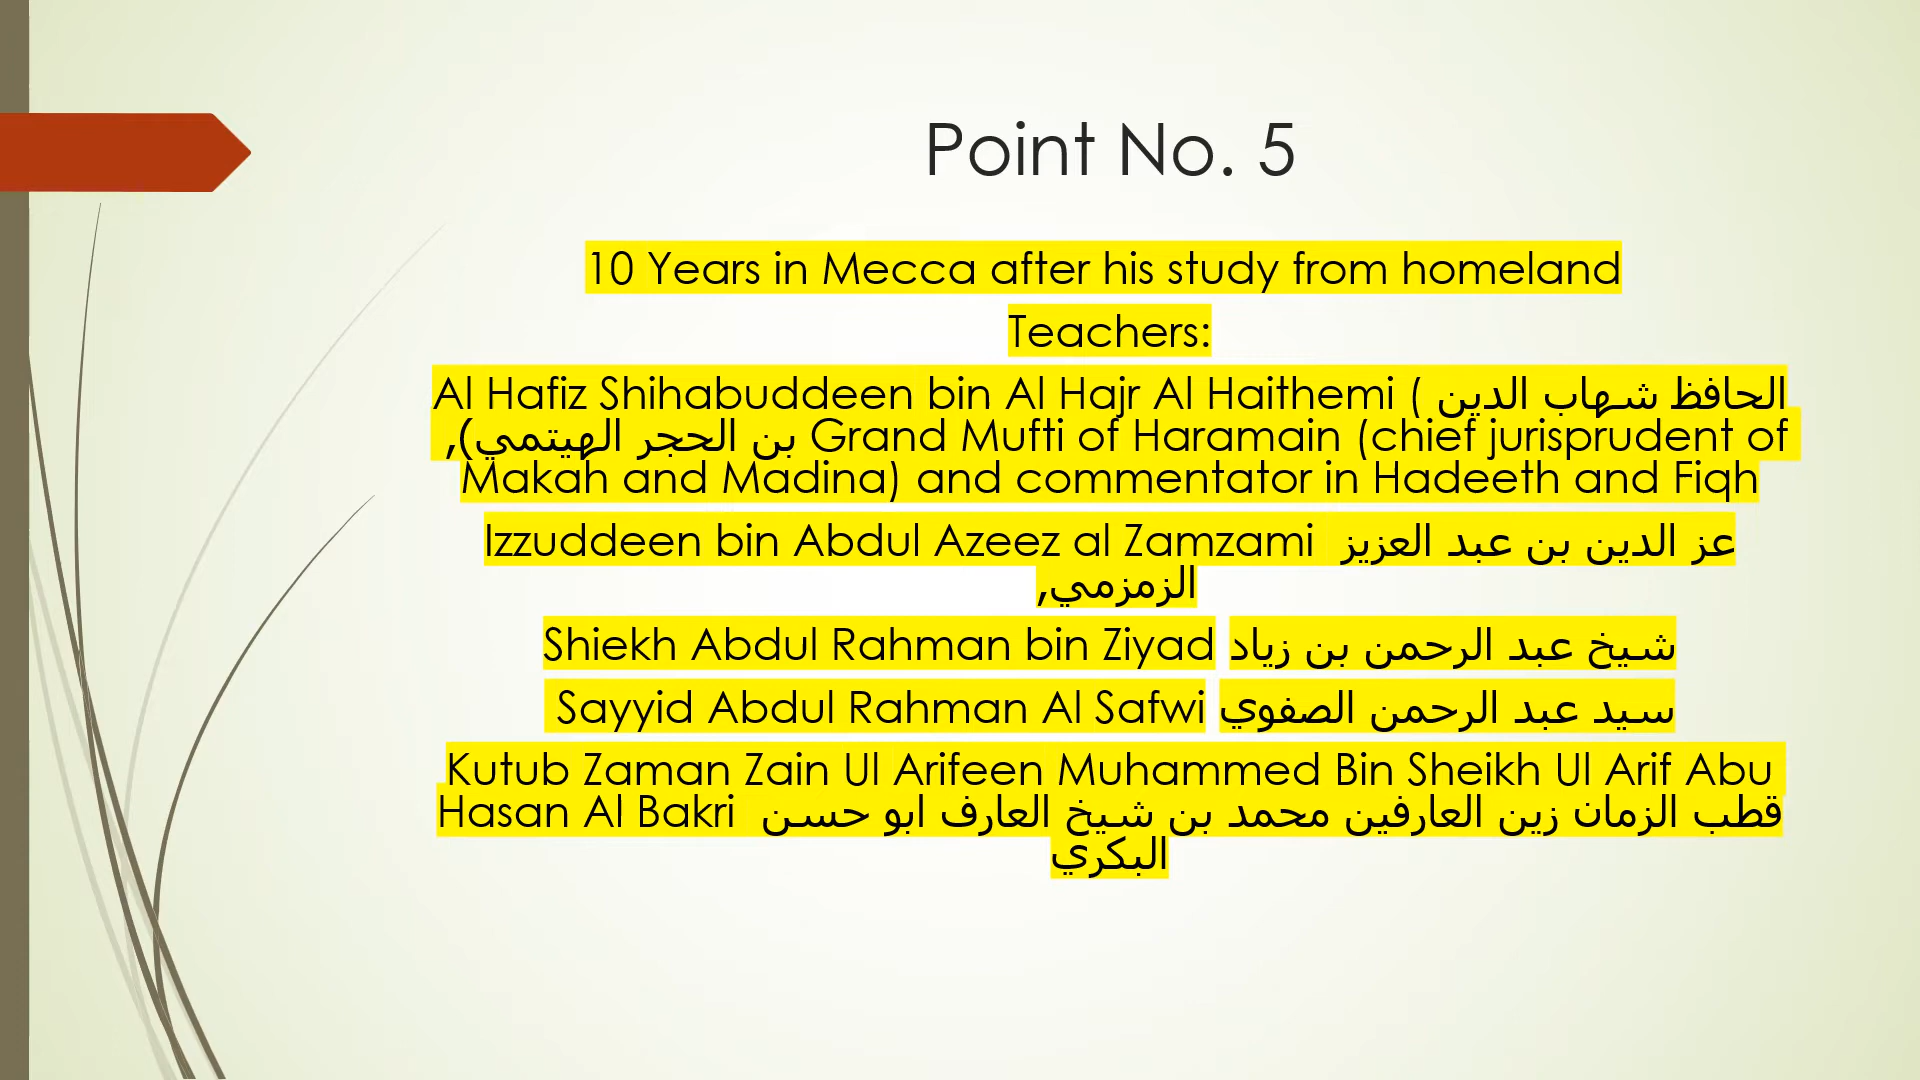 Point No. 5
10 Years in Mecca after his study from homeland
Teachers:
Al Hafiz Shihabuddeen bin Al Hajr Al Haithemi ( الحافظ شهاب الدين
بن الحجر الهيتمي), Grand Mufti of Haramain (chief jurisprudent of
Makah and Madina) and commentator in Hadeeth and Fiqh
Izzuddeen bin Abdul Azeez al Zamzami عز الدين بن عبد العزيز
الزمزمي,
Shiekh Abdul Rahman bin Ziyad شيخ عبد الرحمن بن زياد
Sayyid Abdul Rahman Al Safwi سيد عبد الرحمن الصفوي
Kutub Zaman Zain Ul Arifeen Muhammed Bin Sheikh Ul Arif Abu
Hasan Al Bakri قطب الزمان زين العارفين محمد بن شيخ العارف ابو حسن
البكري